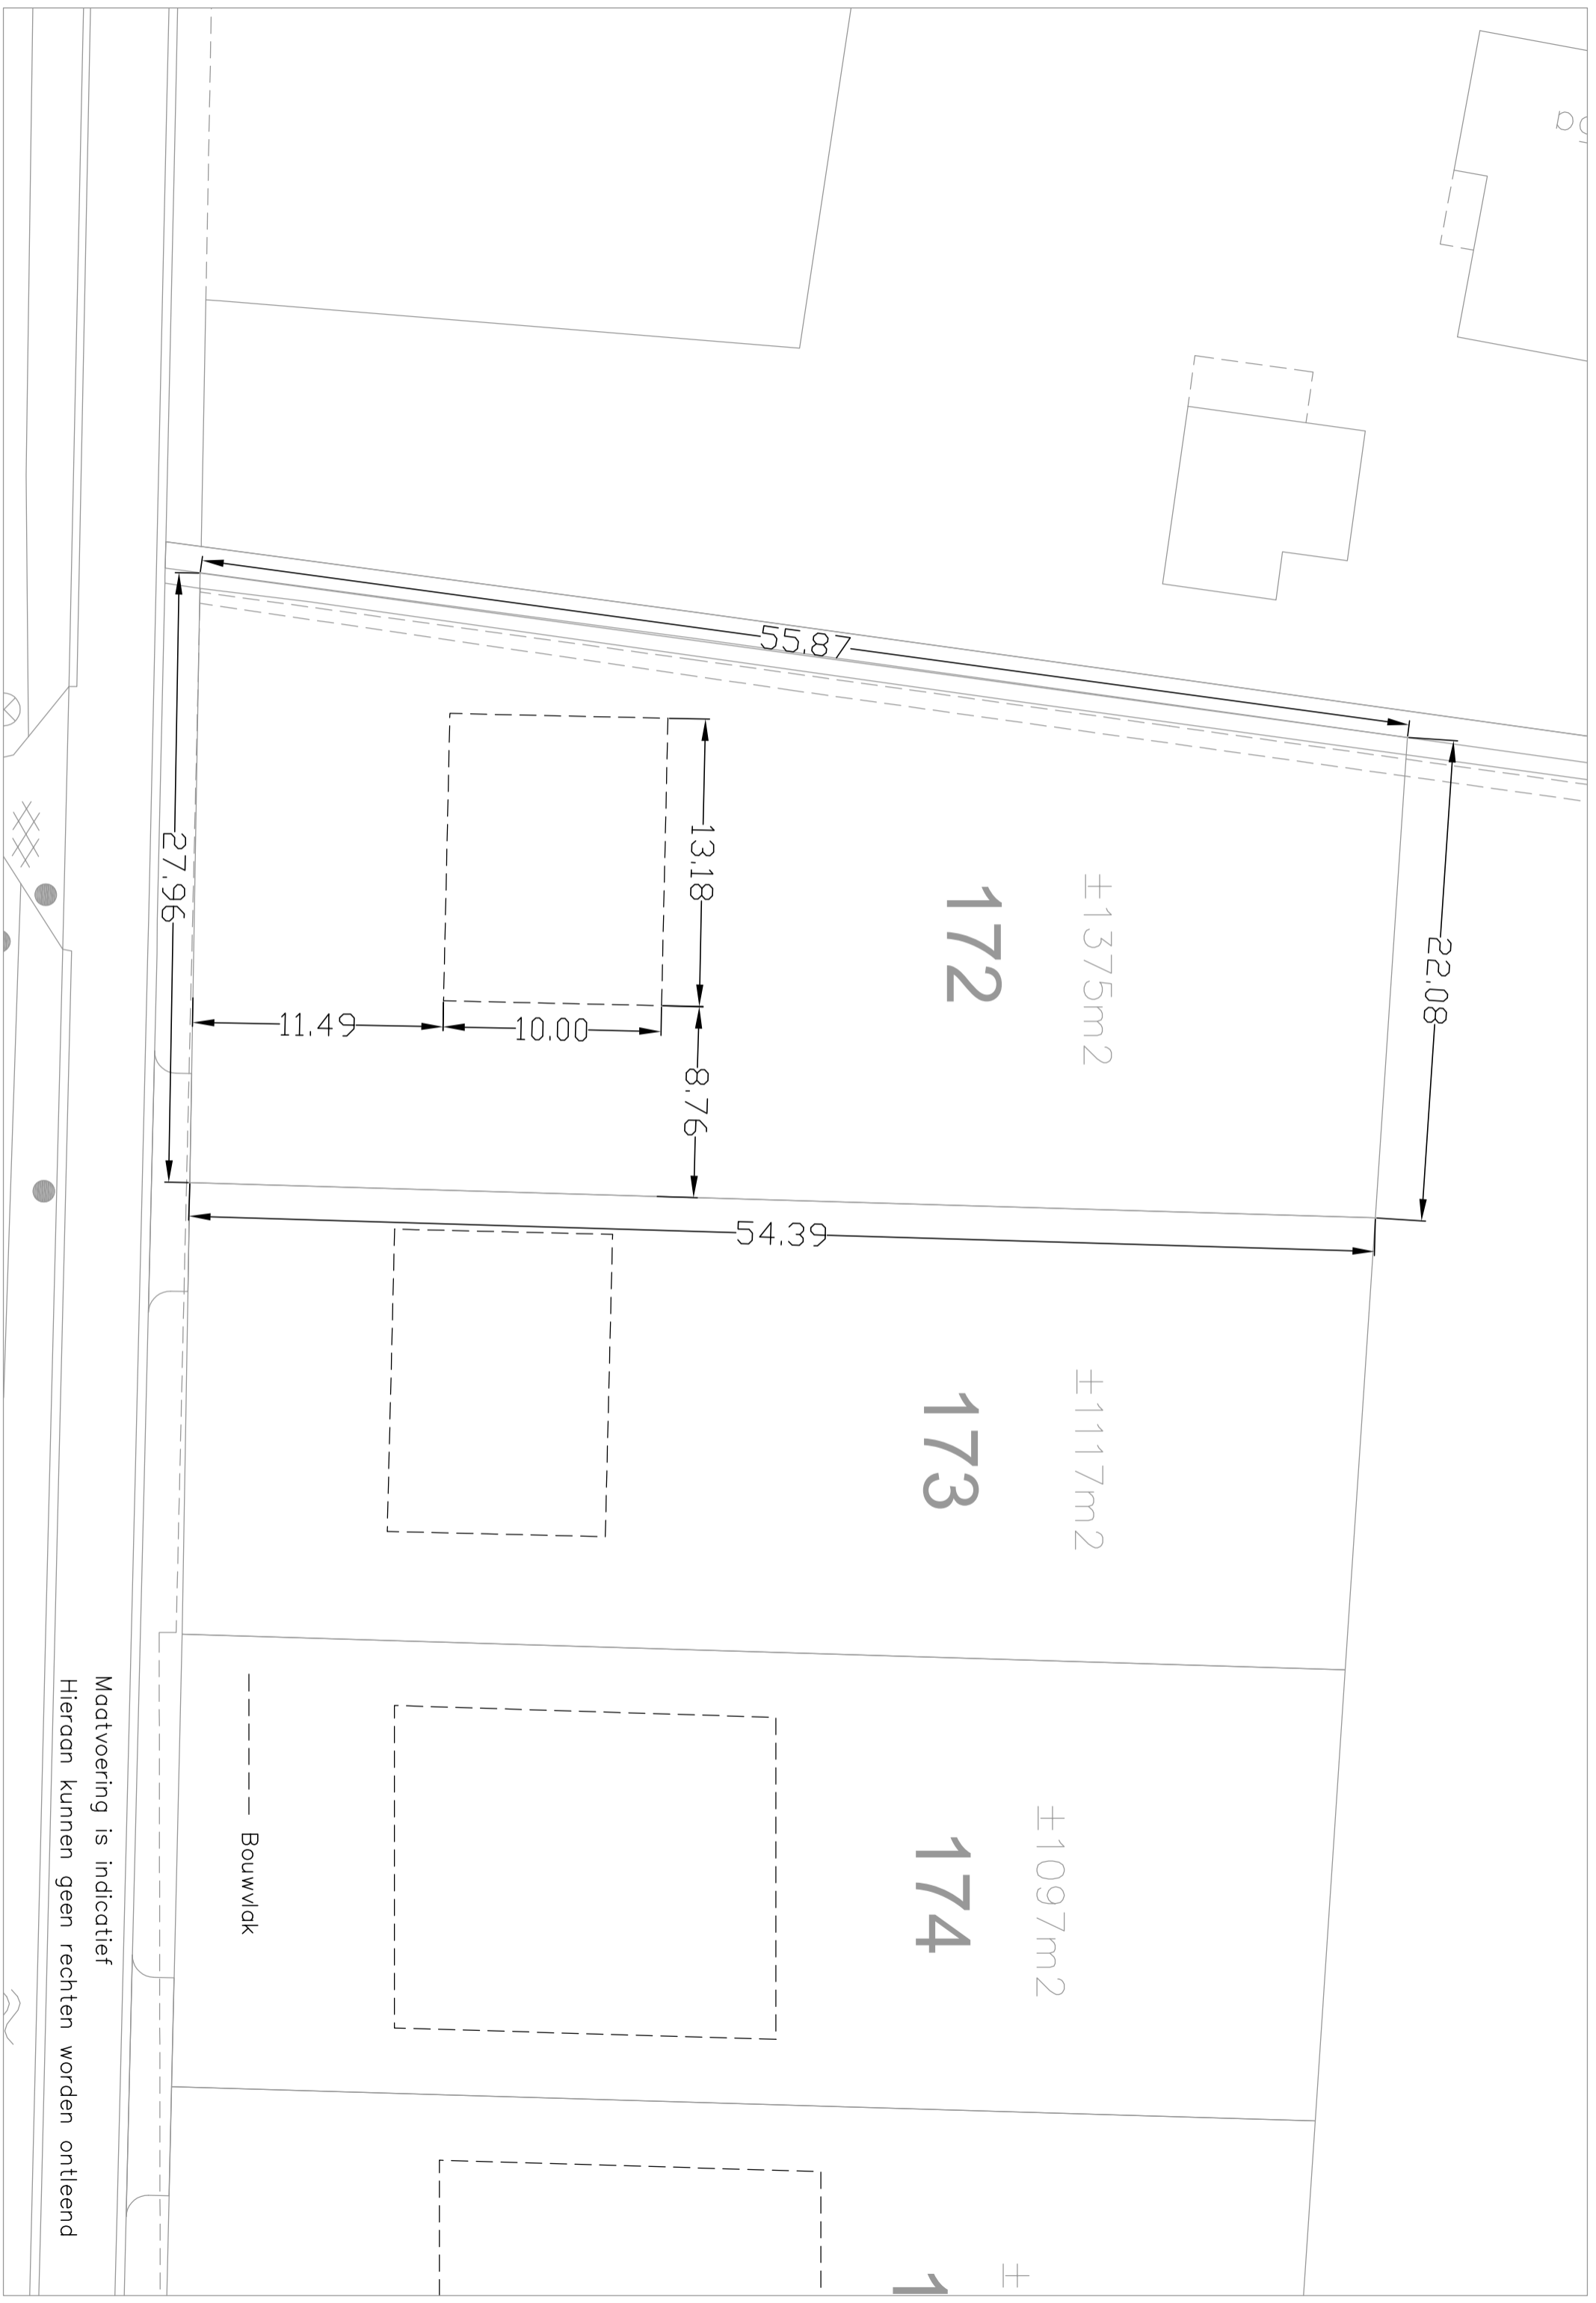 55.87
22.08
±1375m2
172
13.18
27.96
11.49
10.00
8.76
54.39
±1117m2
173
±1097m2
174
Bouwvlak
Maatvoering is indicatief
Hieraan kunnen geen rechten worden ontleend
±
1